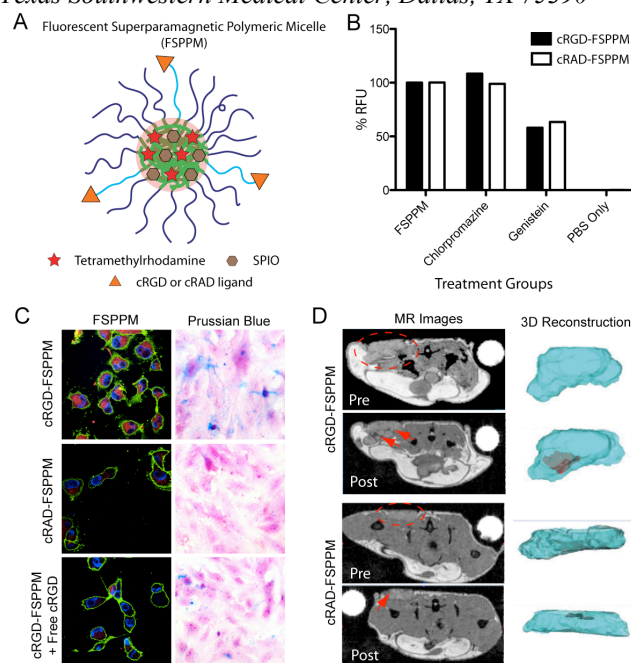 Texas Southwestern Medical Center, Dallas, TX 75390
A
Fluorescent Superparamagnetic Polymeric Micelle
(FSPPM)
Tetramethylrhodamine
SPIO
cRGD or cRAD ligand
B
cRGD-FSPPM
cRAD-FSPPM
150
100
50
0
% RFU
FSPPM
Chlorpromazine
Genistein
PBS Only
Treatment Groups
C
FSPPM
Prussian Blue
cRGD-FSPPM
cRAD-FSPPM
cRGD-FSPPM
+ Free cRGD
D
MR Images
3D Reconstruction
cRGD-FSPPM
Pre
Post
cRAD-FSPPM
Pre
Post